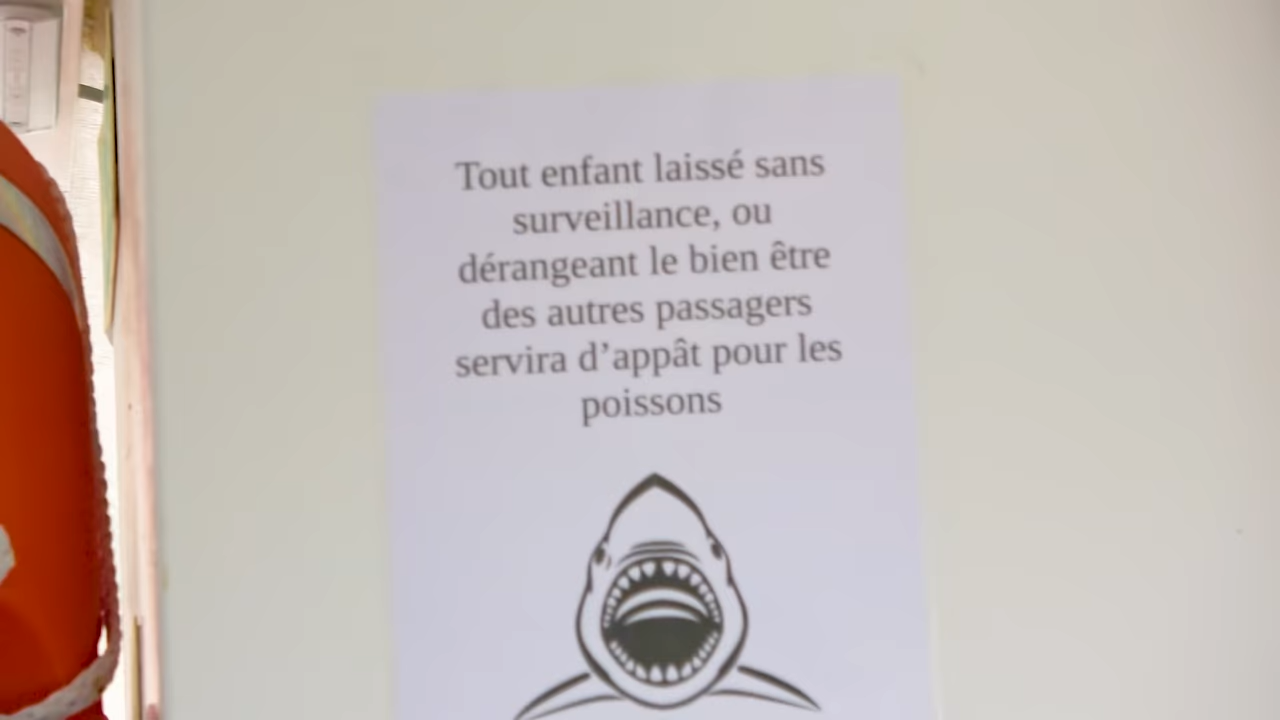 Tout enfant laissé sans
surveillance, ou
dérangeant le bien être
des autres passagers
servira d’appât pour les
poissons